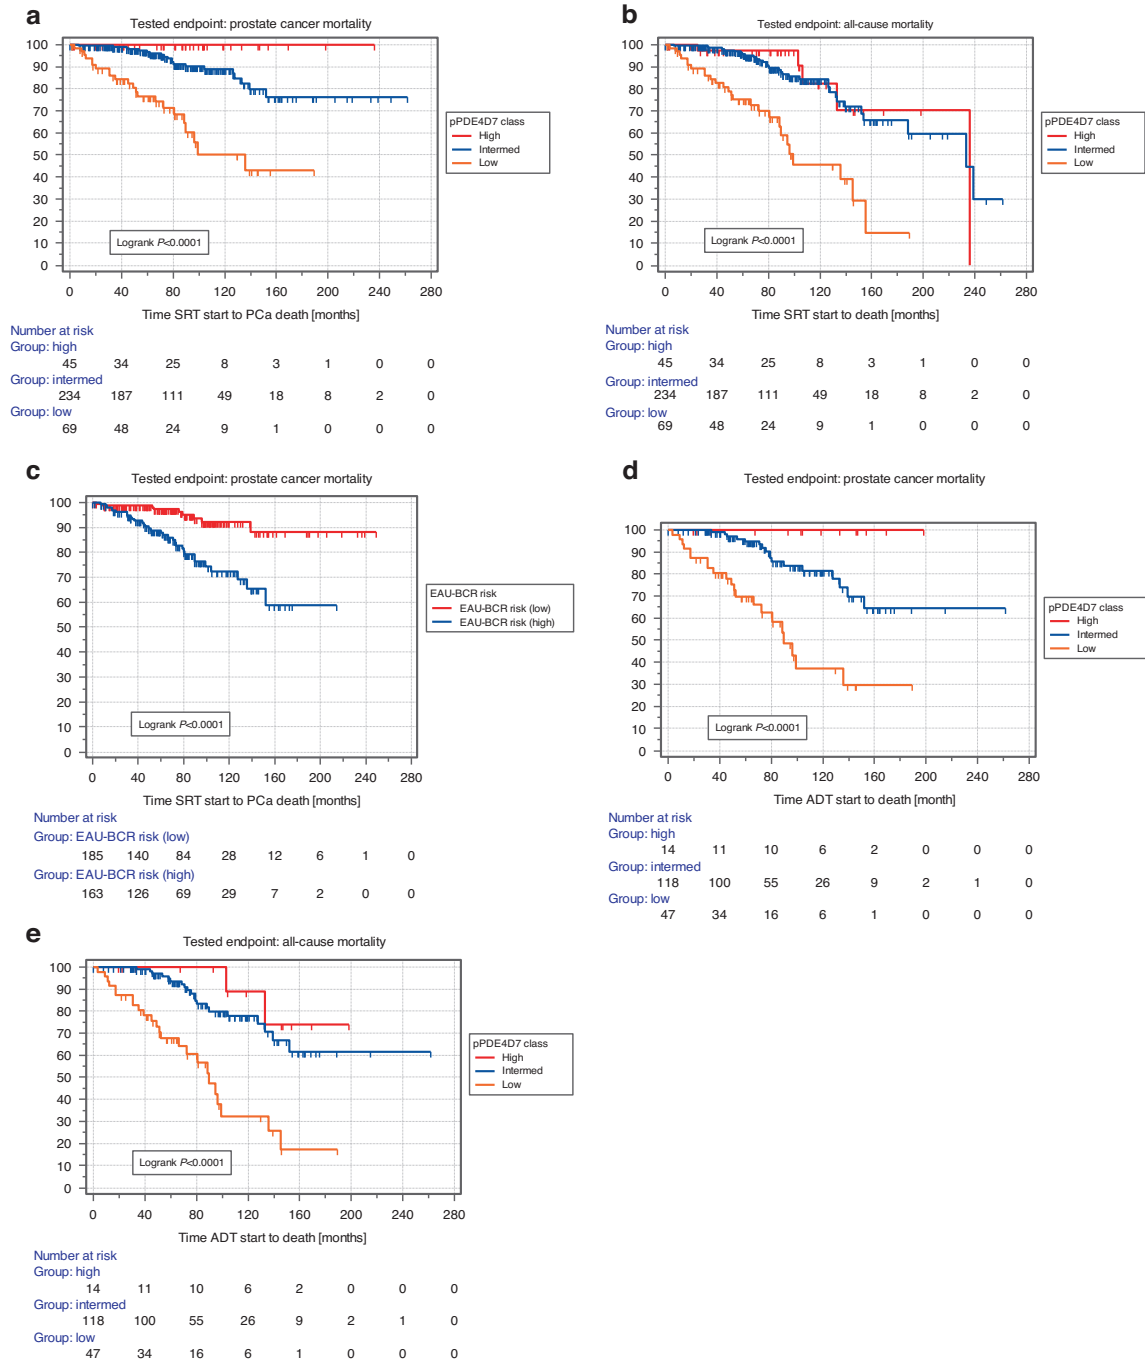 a
Tested endpoint: prostate cancer mortality
100
90
80
70
60
50
40
30
20
10
0
Logrank P<0.0001
0 40 80 120 160 200 240 280
Time SRT start to PCa death [months]
pPDE4D7 class
High
Intermed
Low
Number at risk
Group: high
45 34 25 8 3 1 0 0
Group: intermed
234 187 111 49 18 8 2 0
Group: low
69 48 24 9 1 0 0 0
b
Tested endpoint: all-cause mortality
100
90
80
70
60
50
40
30
20
10
0
Logrank P<0.0001
0 40 80 120 160 200 240 280
Time SRT start to death [months]
pPDE4D7 class
High
Intermed
Low
Number at risk
Group: high
45 34 25 8 3 1 0 0
Group: intermed
234 187 111 49 18 8 2 0
Group: low
69 48 24 9 1 0 0 0
c
Tested endpoint: prostate cancer mortality
100
90
80
70
60
50
40
30
20
10
0
Logrank P<0.0001
0 40 80 120 160 200 240 280
Time SRT start to PCa death [months]
EAU-BCR risk
EAU-BCR risk (low)
EAU-BCR risk (high)
Number at risk
Group: EAU-BCR risk (low)
185 140 84 28 12 6 1 0
Group: EAU-BCR risk (high)
163 126 69 29 7 2 0 0
d
Tested endpoint: prostate cancer mortality
100
90
80
70
60
50
40
30
20
10
0
Logrank P<0.0001
0 40 80 120 160 200 240 280
Time ADT start to death [month]
pPDE4D7 class
High
Intermed
Low
Number at risk
Group: high
14 11 10 6 2 0 0 0
Group: intermed
118 100 55 26 9 2 1 0
Group: low
47 34 16 6 1 0 0 0
e
Tested endpoint: all-cause mortality
100
90
80
70
60
50
40
30
20
10
0
Logrank P<0.0001
0 40 80 120 160 200 240 280
Time ADT start to death [months]
pPDE4D7 class
High
Intermed
Low
Number at risk
Group: high
14 11 10 6 2 0 0 0
Group: intermed
118 100 55 26 9 2 1 0
Group: low
47 34 16 6 1 0 0 0